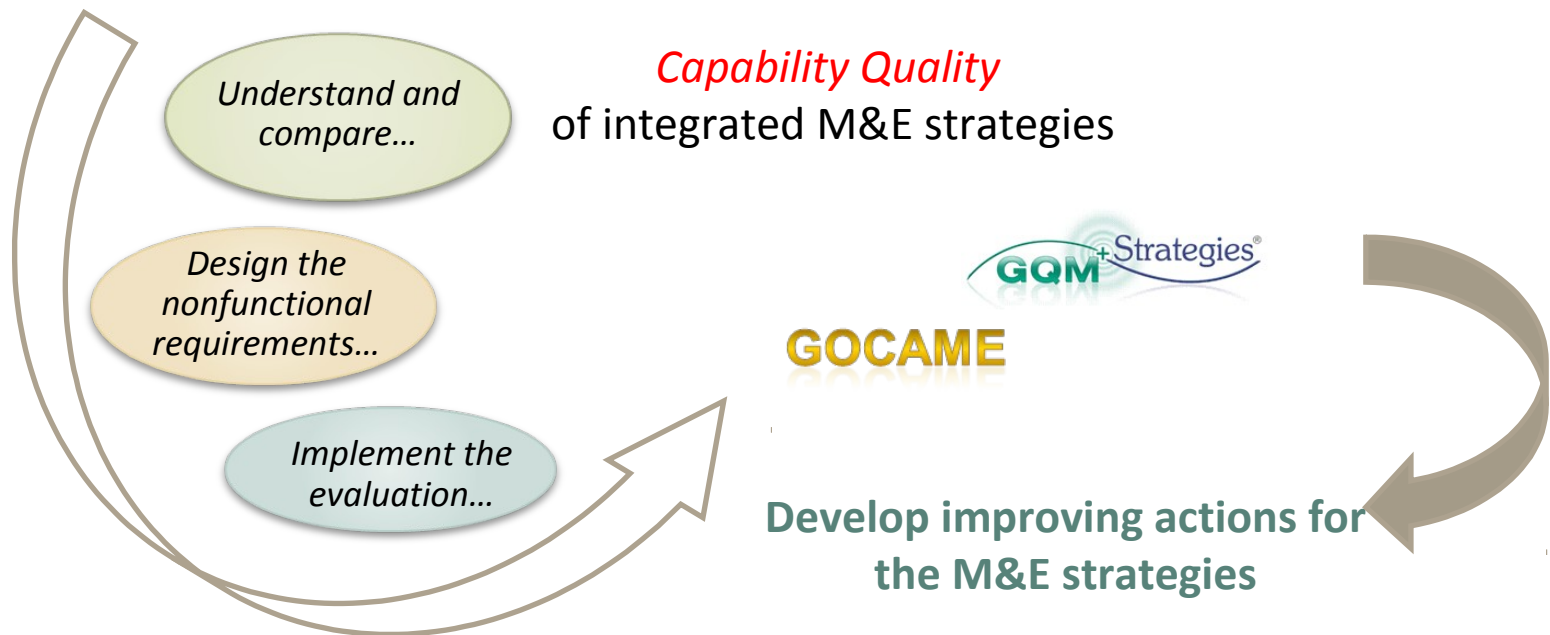 Capability Quality
of integrated M&E strategies
Understand and
compare…
Design the
nonfunctional
requirements…
Implement the
evaluation…
GQM+Strategies®
GOCAME
Develop improving actions for
the M&E strategies